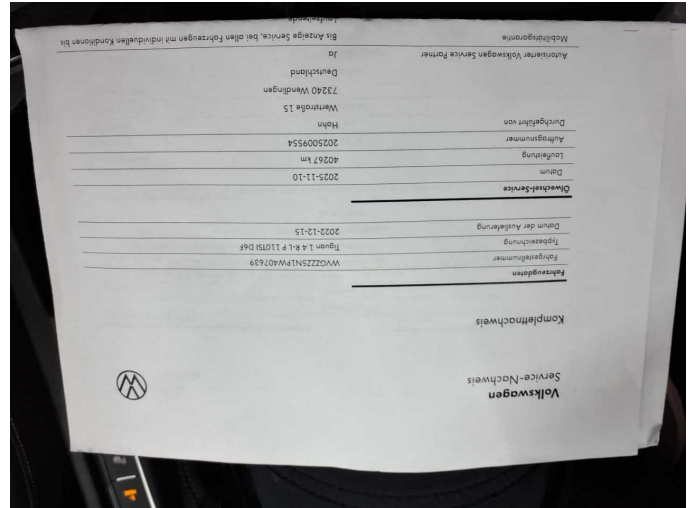 Volkswagen
Service-Nachweis
Komplettnachweis
Fahrzeugdaten
Fahrgestellnummer WVGZZZ5N1PW407639
Typbezeichnung Tiguan 1.4 R-L P 110TSI D6F
Datum der Auslieferung 2022-12-15
Ölwechsel-Service
Datum 2025-11-10
Laufleistung 40267 km
Auftragsnummer 2025009554
Durchgeführt von Hahn
Wertstraße 15
73240 Wendlingen
Deutschland
Autorisierter Volkswagen Service Partner Ja
Mobilitätsgarantie Bis Anzeige Service, bei allen Fahrzeugen mit individuellen Konditionen bis